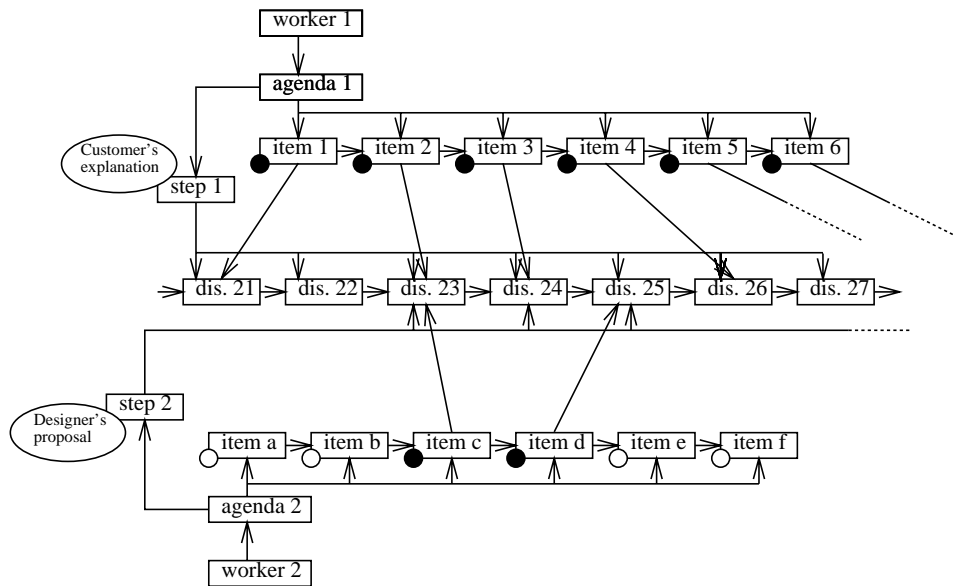 worker 1
agenda 1
item 1
item 2
item 3
item 4
item 5
item 6
Customer's
explanation
step 1
dis. 21
dis. 22
dis. 23
dis. 24
dis. 25
dis. 26
dis. 27
step 2
Designer's
proposal
item a
item b
item c
item d
item e
item f
agenda 2
worker 2